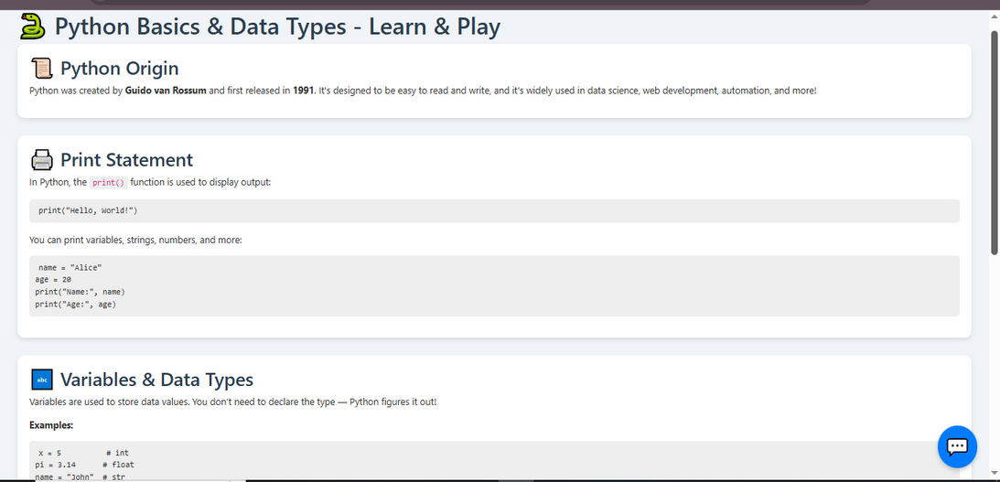 Python Basics & Data Types - Learn & Play
Python Origin
Python was created by Guido van Rossum and first released in 1991. It's designed to be easy to read and write, and it's widely used in data science, web development, automation, and more!
Print Statement
In Python, the print() function is used to display output:
print("Hello, World!")
You can print variables, strings, numbers, and more:
name = "Alice"
age = 20
print("Name:", name)
print("Age:", age)
abc
Variables & Data Types
Variables are used to store data values. You don't need to declare the type — Python figures it out!
Examples:
x = 5 # int
pi = 3.14 # float
name = "John" # str